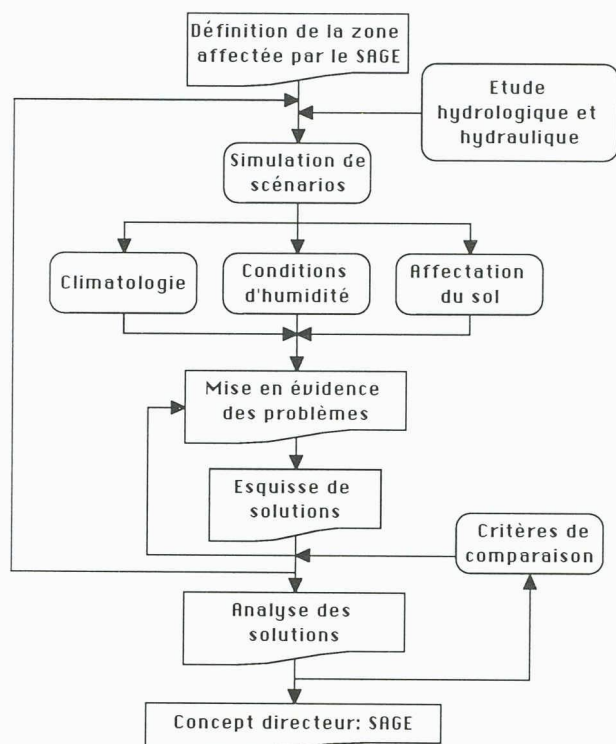 Définition de la zone
affectée par le SAGE
Etude
hydrologique et
hydraulique
Simulation de
scénarios
Climatologie
Conditions
d'humidité
Affectation
du sol
Mise en évidence
des problèmes
Esquisse de
solutions
Critères de
comparaison
Analyse des
solutions
Concept directeur: SAGE